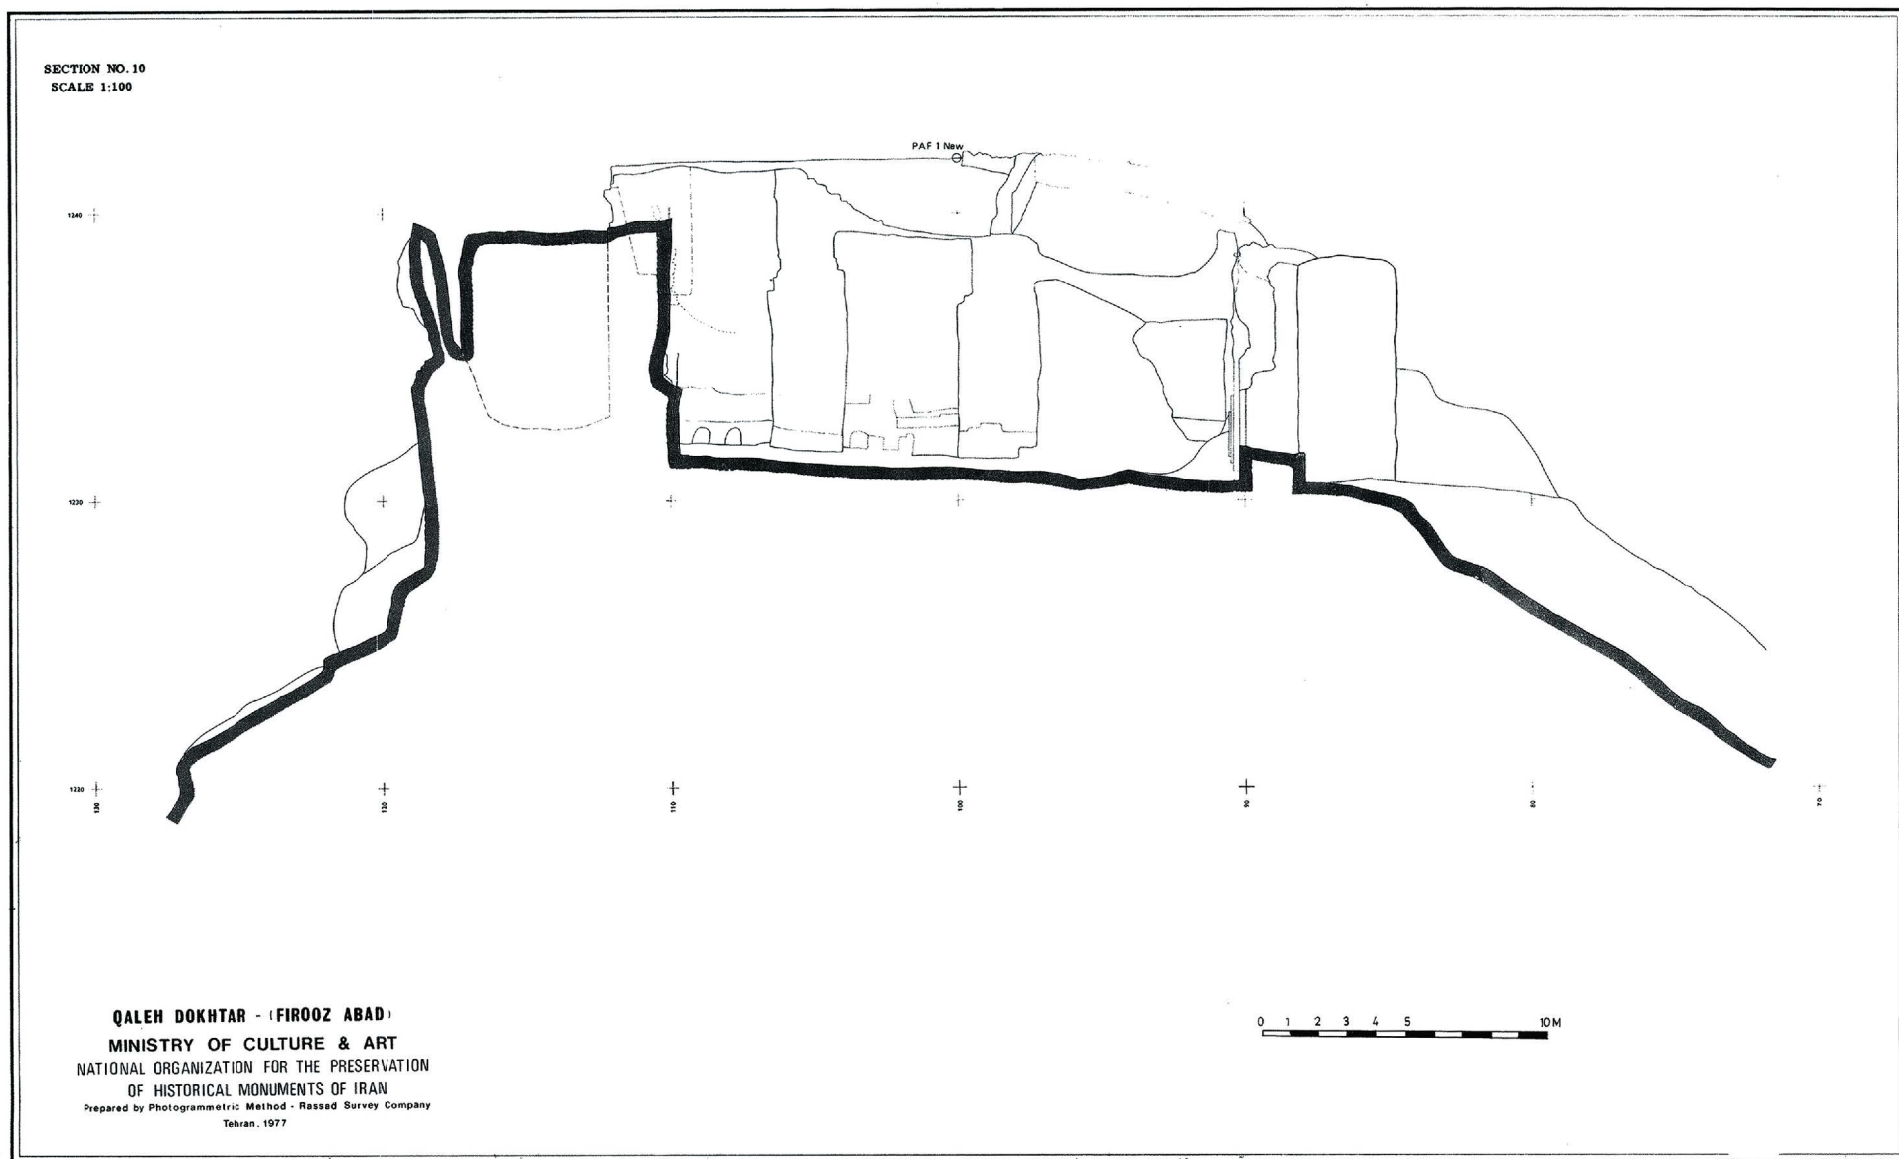 SECTION NO. 10
SCALE 1:100
PAF 1 New
1240
1230
1220
130
120
110
100
90
80
70
0 1 2 3 4 5 10M
QALEH DOKHTAR - (FIROOZ ABAD)
MINISTRY OF CULTURE & ART
NATIONAL ORGANIZATION FOR THE PRESERVATION
OF HISTORICAL MONUMENTS OF IRAN
Prepared by Photogrammetric Method - Rassad Survey Company
Tehran. 1977